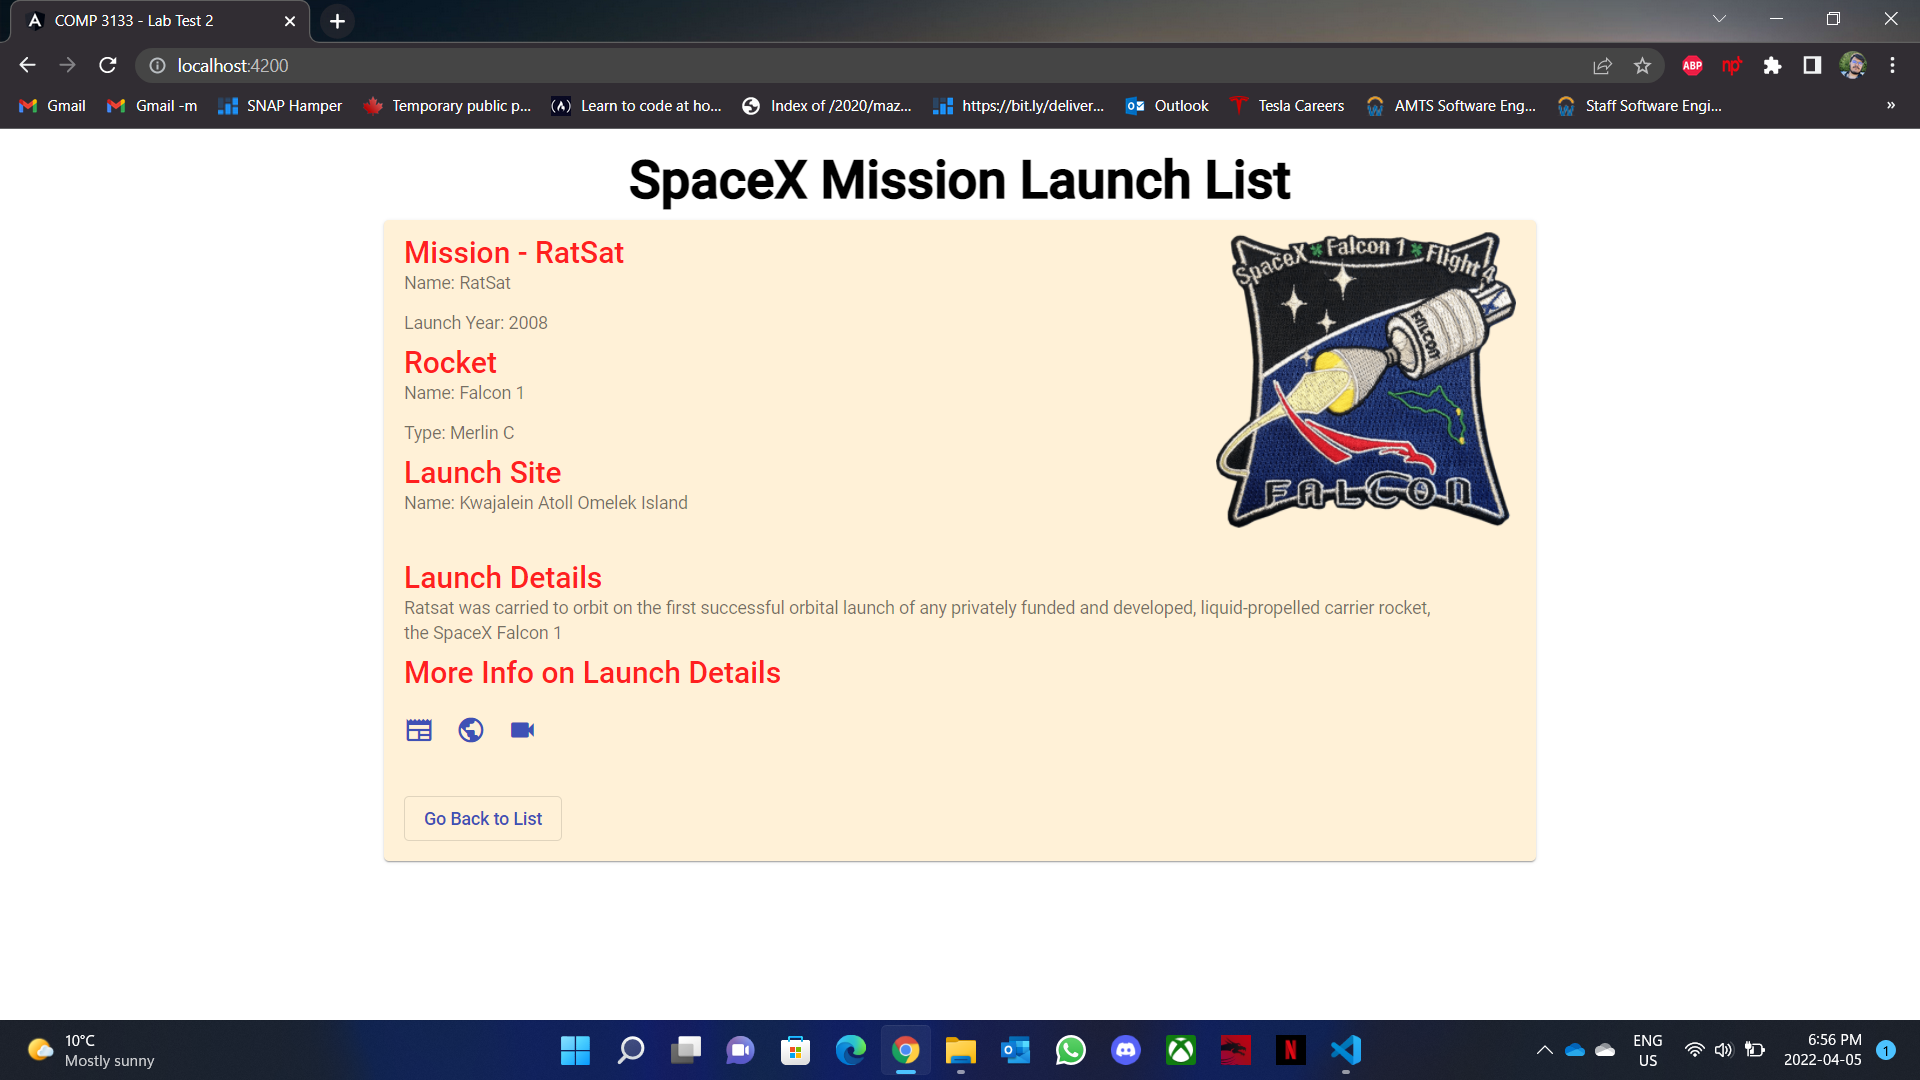 COMP 3133 - Lab Test 2
localhost:4200
ABP
np
Gmail
Gmail -m
SNAP Hamper
Temporary public p...
Learn to code at ho...
Index of /2020/maz...
https://bit.ly/deliver...
Outlook
Tesla Careers
AMTS Software Eng...
Staff Software Engi...
»
SpaceX Mission Launch List
Mission - RatSat
Name: RatSat
Launch Year: 2008
Rocket
Name: Falcon 1
Type: Merlin C
Launch Site
Name: Kwajalein Atoll Omelek Island
SpaceX Falcon 1 Flight 4
FALCON
FALCON
Launch Details
Ratsat was carried to orbit on the first successful orbital launch of any privately funded and developed, liquid-propelled carrier rocket,
the SpaceX Falcon 1
More Info on Launch Details
Go Back to List
10°C
Mostly sunny
N
ENG
US
6:56 PM
2022-04-05
1